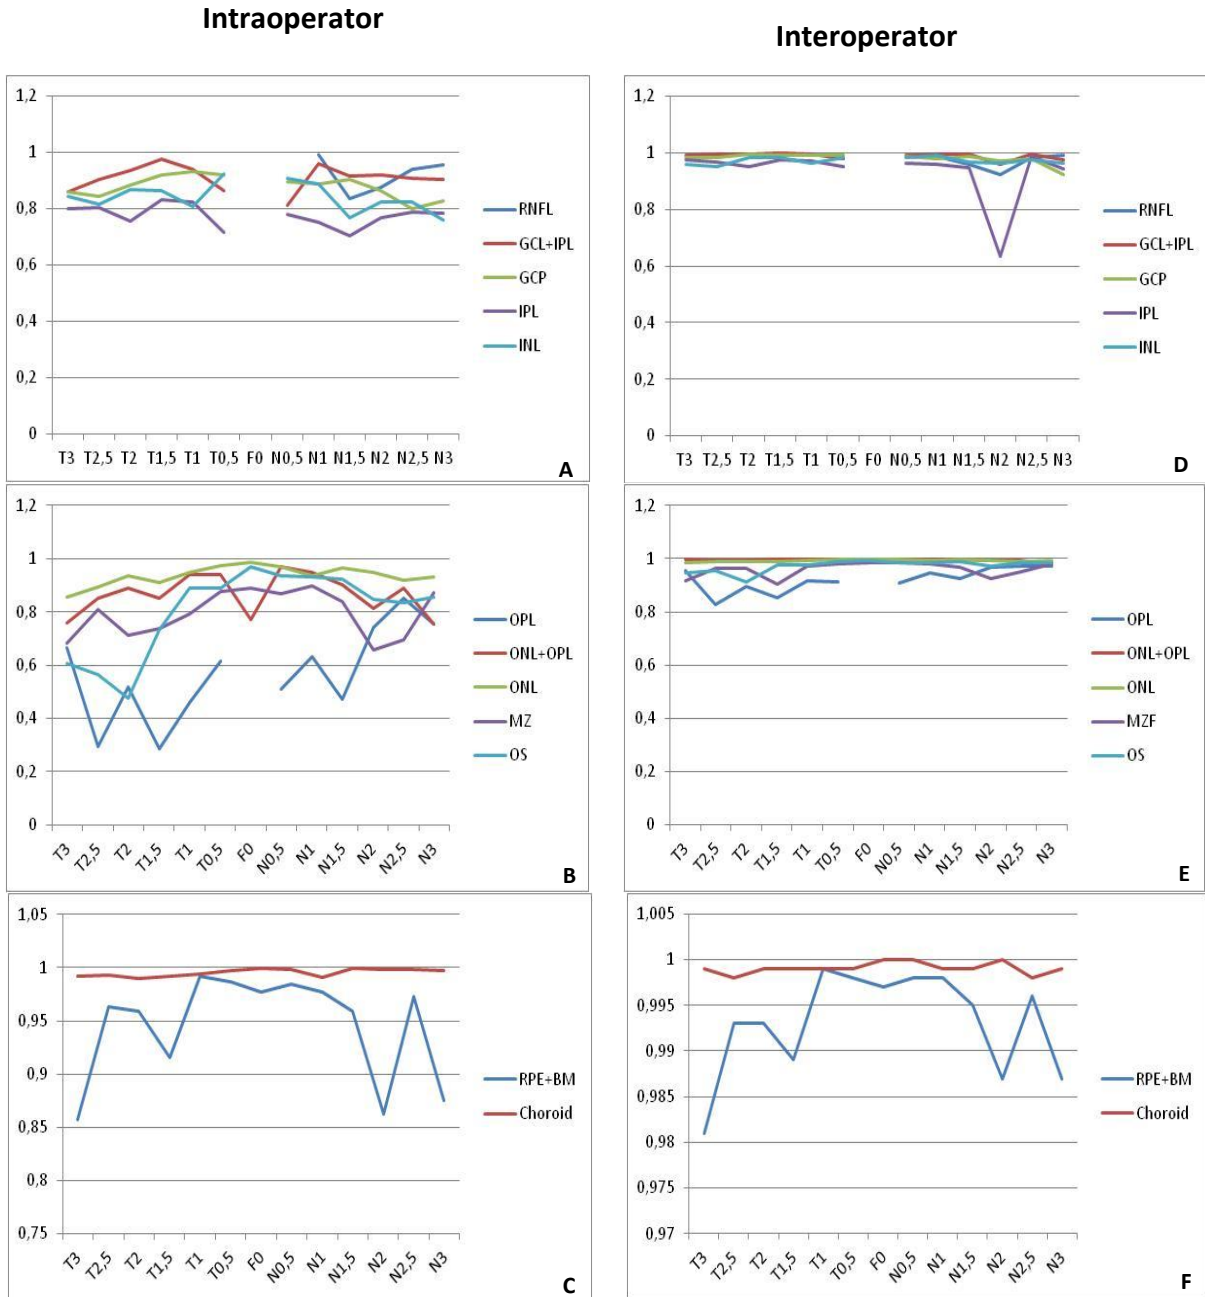 Intraoperator
Interoperator
1,2
1
0,8
0,6
0,4
0,2
0
T3 T2,5 T2 T1,5 T1 T0,5 F0 N0,5 N1 N1,5 N2 N2,5 N3
RNFL
GCL+IPL
GCP
IPL
INL
A
1,2
1
0,8
0,6
0,4
0,2
0
T3 T2,5 T2 T1,5 T1 T0,5 F0 N0,5 N1 N1,5 N2 N2,5 N3
RNFL
GCL+IPL
GCP
IPL
INL
D
1,2
1
0,8
0,6
0,4
0,2
0
T3 T2,5 T2 T1,5 T1 T0,5 F0 N0,5 N1 N1,5 N2 N2,5 N3
OPL
ONL+OPL
ONL
MZ
OS
B
1,2
1
0,8
0,6
0,4
0,2
0
T3 T2,5 T2 T1,5 T1 T0,5 F0 N0,5 N1 N1,5 N2 N2,5 N3
OPL
ONL+OPL
ONL
MZF
OS
E
1,05
1
0,95
0,9
0,85
0,8
0,75
T3 T2,5 T2 T1,5 T1 T0,5 F0 N0,5 N1 N1,5 N2 N2,5 N3
RPE+BM
Choroid
C
1,005
1
0,995
0,99
0,985
0,98
0,975
0,97
T3 T2,5 T2 T1,5 T1 T0,5 F0 N0,5 N1 N1,5 N2 N2,5 N3
RPE+BM
Choroid
F